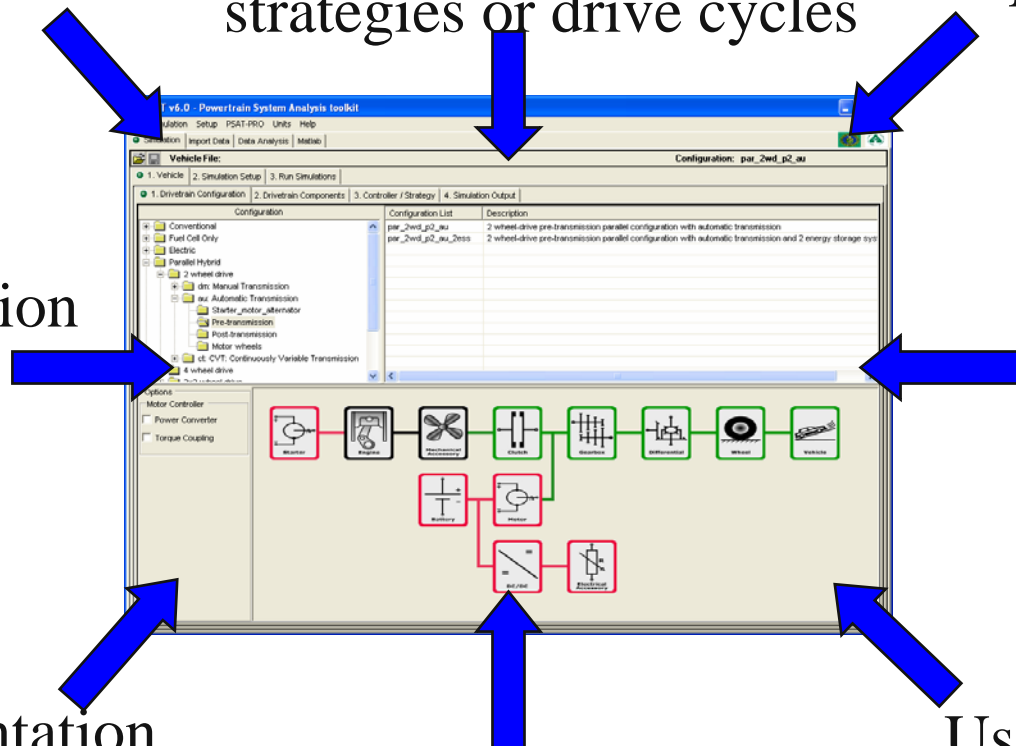 strategies or drive cycles
v6.0 - Powertrain System Analysis toolkit
Setup PSAT-PRO Units Help
Import Data Data Analysis Matlab
Vehicle File: Configuration: par_2wd_p2_au
1. Vehicle 2. Simulation Setup 3. Run Simulations
1. Drivetrain Configuration 2. Drivetrain Components 3. Controller / Strategy 4. Simulation Output
Configuration Configuration List Description
Conventional par_2wd_p2_au 2 wheel-drive pre-transmission parallel configuration with automatic transmission
Fuel Cell Only par_2wd_p2_au_2ess 2 wheel-drive pre-transmission parallel configuration with automatic transmission and 2 energy storage sys
Electric
Parallel Hybrid
2 wheel drive
dm: Manual Transmission
au: Automatic Transmission
Starter_motor_alternator
Pre-transmission
Post-transmission
Motor wheels
ct: CVT: Continuously Variable Transmission
4 wheel drive
ion
Options
Motor Controller
Power Converter
Torque Coupling
Starter Engine Mechanical Accessory Clutch Gearbox Differential Wheel Vehicle
Battery Motor
DC/DC Electrical Accessory
ntation
Us